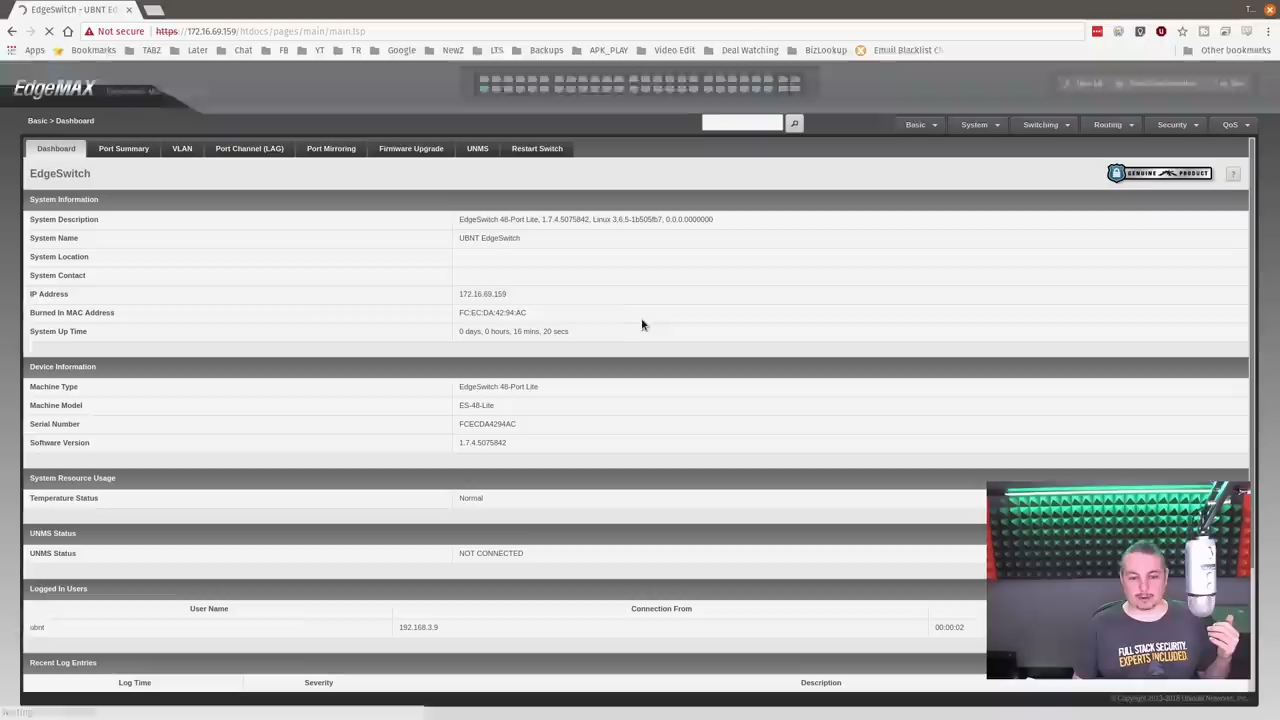 EdgeSwitch - UBNT Ed
T...
Not secure
https://172.16.69.159/htdocs/pages/main/main.lsp
Apps
Bookmarks
TABZ
Later
Chat
FB
YT
TR
Google
NewZ
LTS
Backups
APK_PLAY
Video Edit
Deal Watching
BizLookup
Email Blacklist Ch
Other bookmarks
EdgeMAX
Basic > Dashboard
Basic
System
Switching
Routing
Security
QoS
Dashboard
Port Summary
VLAN
Port Channel (LAG)
Port Mirroring
Firmware Upgrade
UNMS
Restart Switch
EdgeSwitch
GENUINE PRODUCT
?
System Information
System Description EdgeSwitch 48-Port Lite, 1.7.4.5075842, Linux 3.6.5-1b505fb7, 0.0.0.0000000
System Name UBNT EdgeSwitch
System Location
System Contact
IP Address 172.16.69.159
Burned In MAC Address FC:EC:DA:42:94:AC
System Up Time 0 days, 0 hours, 16 mins, 20 secs
Device Information
Machine Type EdgeSwitch 48-Port Lite
Machine Model ES-48-Lite
Serial Number FCECDA4294AC
Software Version 1.7.4.5075842
System Resource Usage
Temperature Status Normal
UNMS Status
UNMS Status NOT CONNECTED
Logged In Users
User Name Connection From
ubnt 192.168.3.9 00:00:02
Recent Log Entries
Log Time Severity Description
FULL STACK SECURITY.
EXPERTS INCLUDED.
© Copyright 2013-2018 Ubiquiti Networks, Inc.